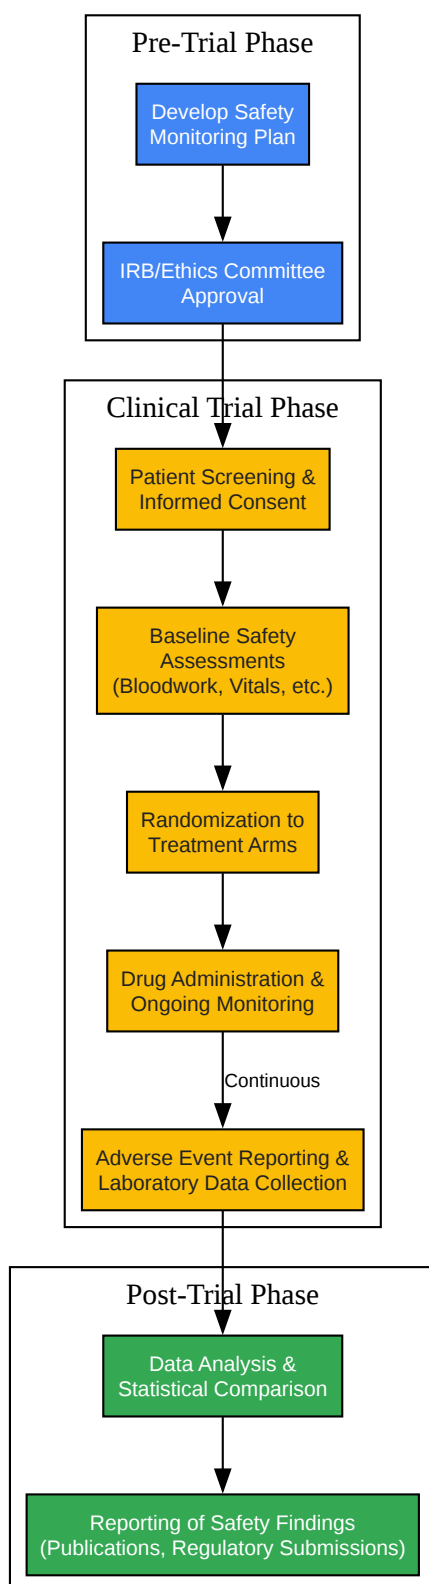 Pre-Trial Phase
Develop Safety
Monitoring Plan
IRB/Ethics Committee
Approval
Clinical Trial Phase
Patient Screening &
Informed Consent
Baseline Safety
Assessments
(Bloodwork, Vitals, etc.)
Randomization to
Treatment Arms
Drug Administration &
Ongoing Monitoring
Continuous
Adverse Event Reporting &
Laboratory Data Collection
Post-Trial Phase
Data Analysis &
Statistical Comparison
Reporting of Safety Findings
(Publications, Regulatory Submissions)